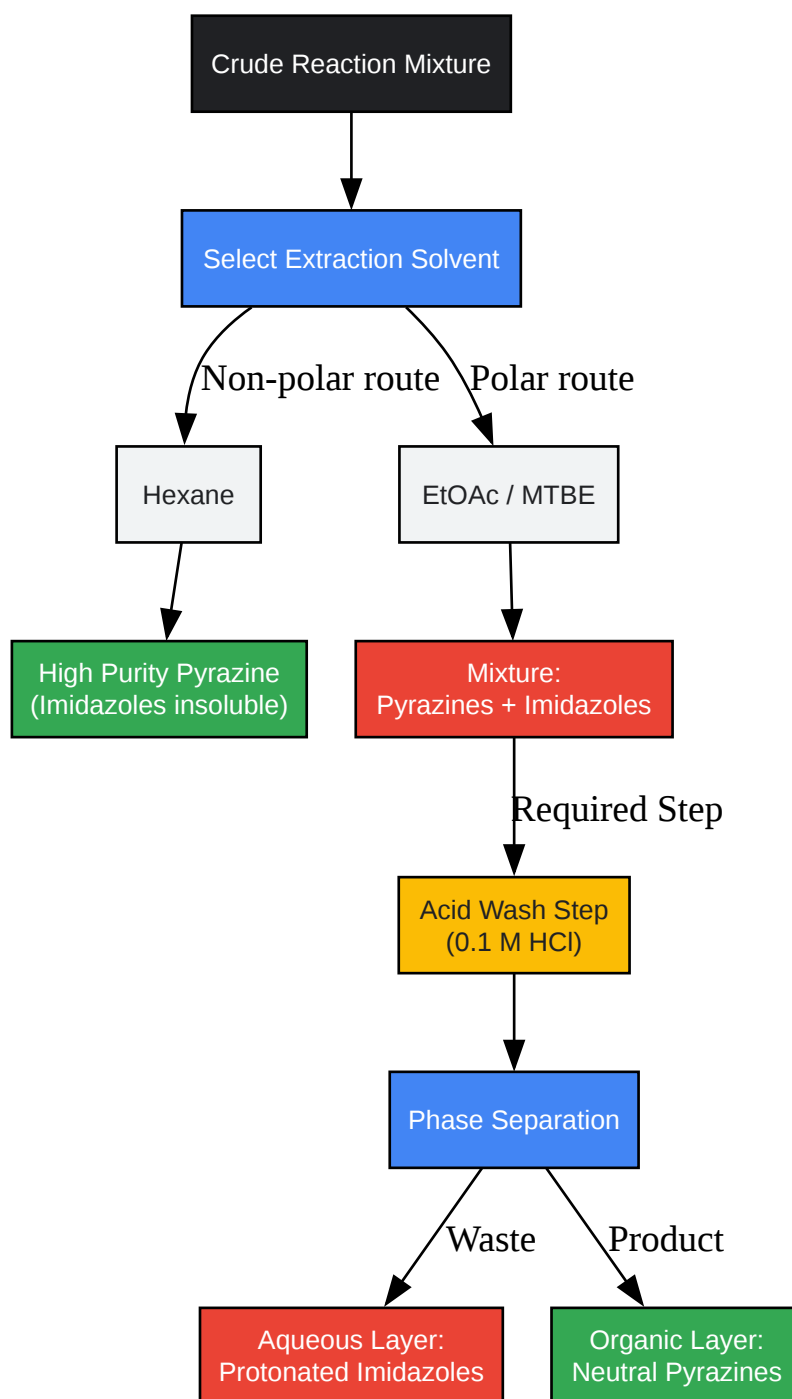 Crude Reaction Mixture
Select Extraction Solvent
Non-polar route
Polar route
Hexane
EtOAc / MTBE
High Purity Pyrazine
(Imidazoles insoluble)
Mixture:
Pyrazines + Imidazoles
Required Step
Acid Wash Step
(0.1 M HCl)
Phase Separation
Waste
Product
Aqueous Layer:
Protonated Imidazoles
Organic Layer:
Neutral Pyrazines